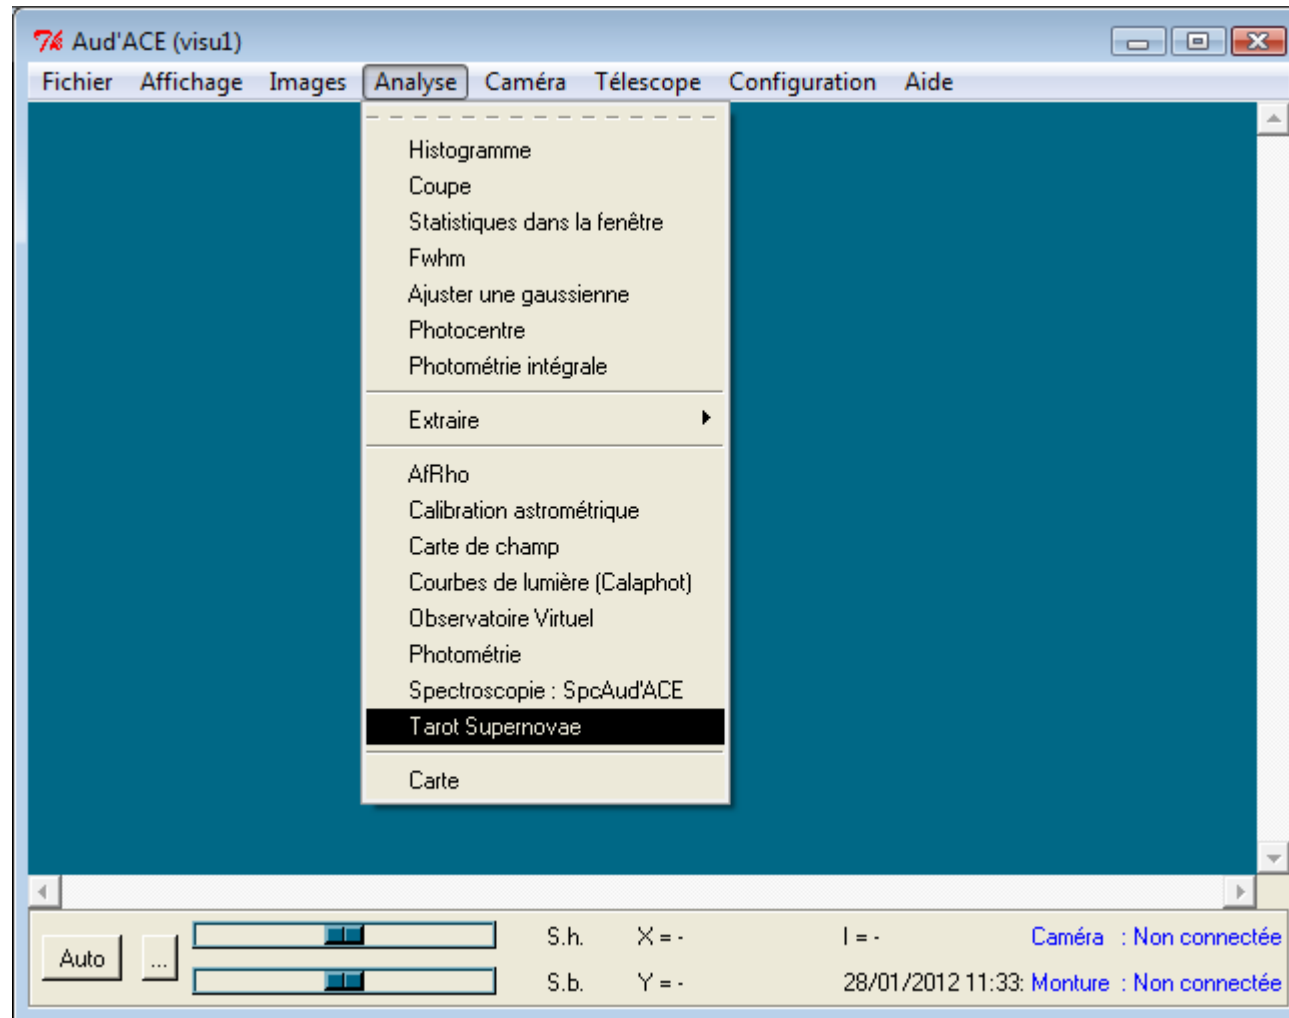 Aud'ACE (visu1)
Fichier Affichage Images Analyse Caméra Télescope Configuration Aide
Histogramme
Coupe
Statistiques dans la fenêtre
Fwhm
Ajuster une gaussienne
Photocentre
Photométrie intégrale
Extraire
AfRho
Calibration astrométrique
Carte de champ
Courbes de lumière (Calaphot)
Observatoire Virtuel
Photométrie
Spectroscopie : SpcAud'ACE
Tarot Supernovae
Carte
Auto ... S.h. X = - I = - Caméra : Non connectée
S.b. Y = - 28/01/2012 11:33: Monture : Non connectée